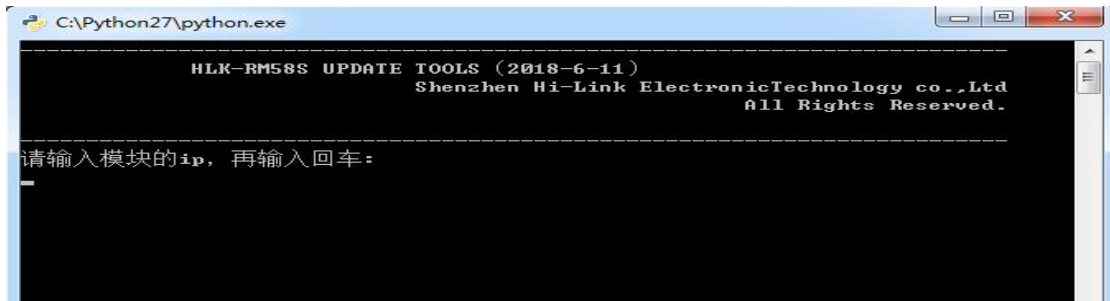 C:\Python27\python.exe
HLK-RM58S UPDATE TOOLS (2018-6-11)
Shenzhen Hi-Link ElectronicTechnology co.,Ltd
All Rights Reserved.
请输入模块的ip, 再输入回车: